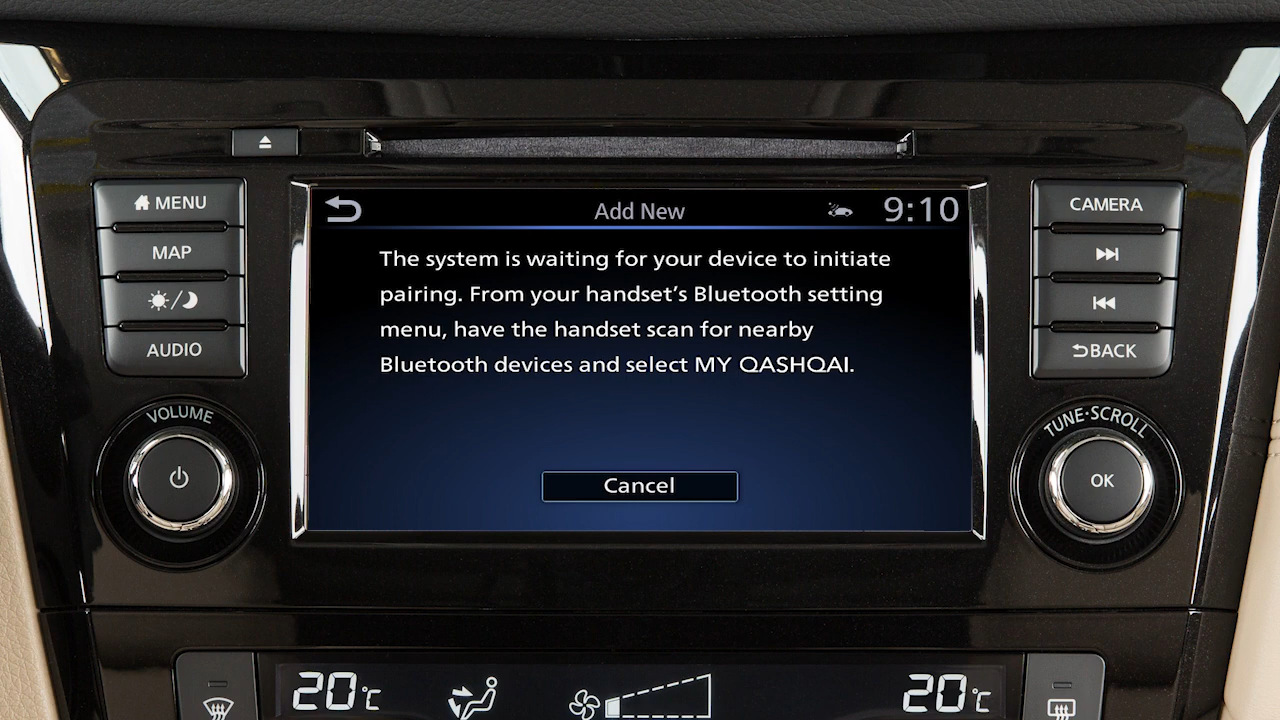 MENU
MAP
AUDIO
VOLUME
Add New
9:10
The system is waiting for your device to initiate
pairing. From your handset’s Bluetooth setting
menu, have the handset scan for nearby
Bluetooth devices and select MY QASHQAI.
Cancel
CAMERA
BACK
TUNE·SCROLL
OK
20°C
20°C